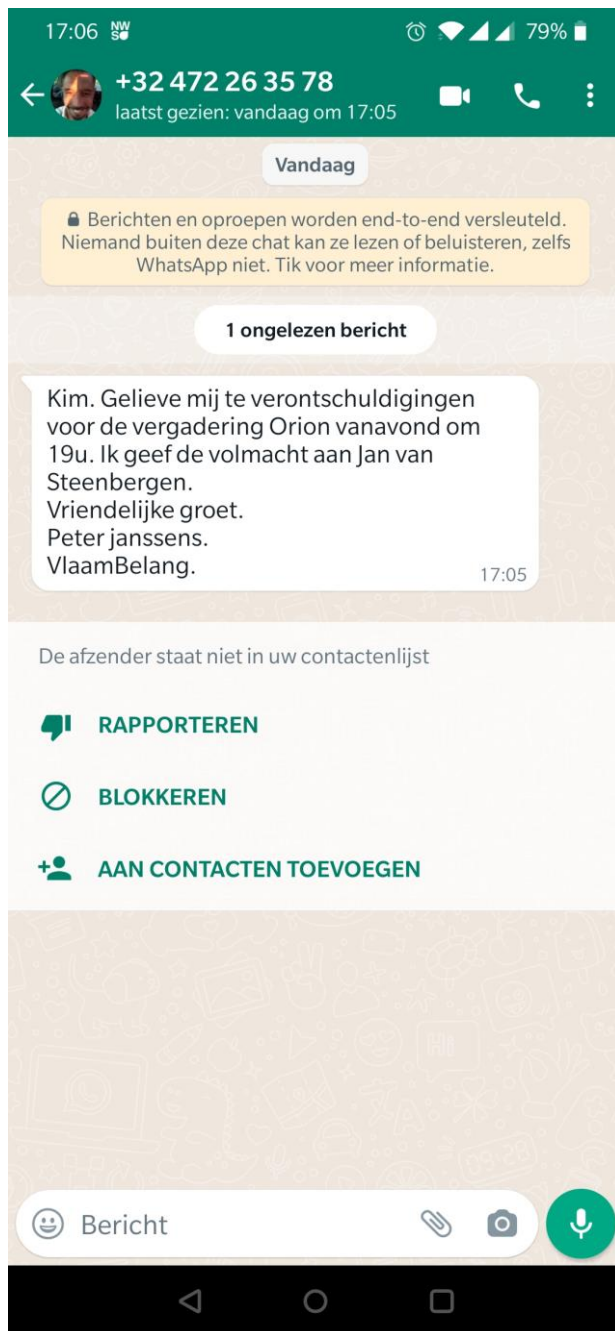 17:06 NW S 79%
+32 472 26 35 78
laatst gezien: vandaag om 17:05
Vandaag
Berichten en oproepen worden end-to-end versleuteld.
Niemand buiten deze chat kan ze lezen of beluisteren, zelfs
WhatsApp niet. Tik voor meer informatie.
1 ongelezen bericht
Kim. Gelieve mij te verontschuldigingen
voor de vergadering Orion vanavond om
19u. Ik geef de volmacht aan Jan van
Steenbergen.
Vriendelijke groet.
Peter janssens.
VlaamBelang.
17:05
De afzender staat niet in uw contactenlijst
RAPPORTEREN
BLOKKEREN
AAN CONTACTEN TOEVOEGEN
Bericht